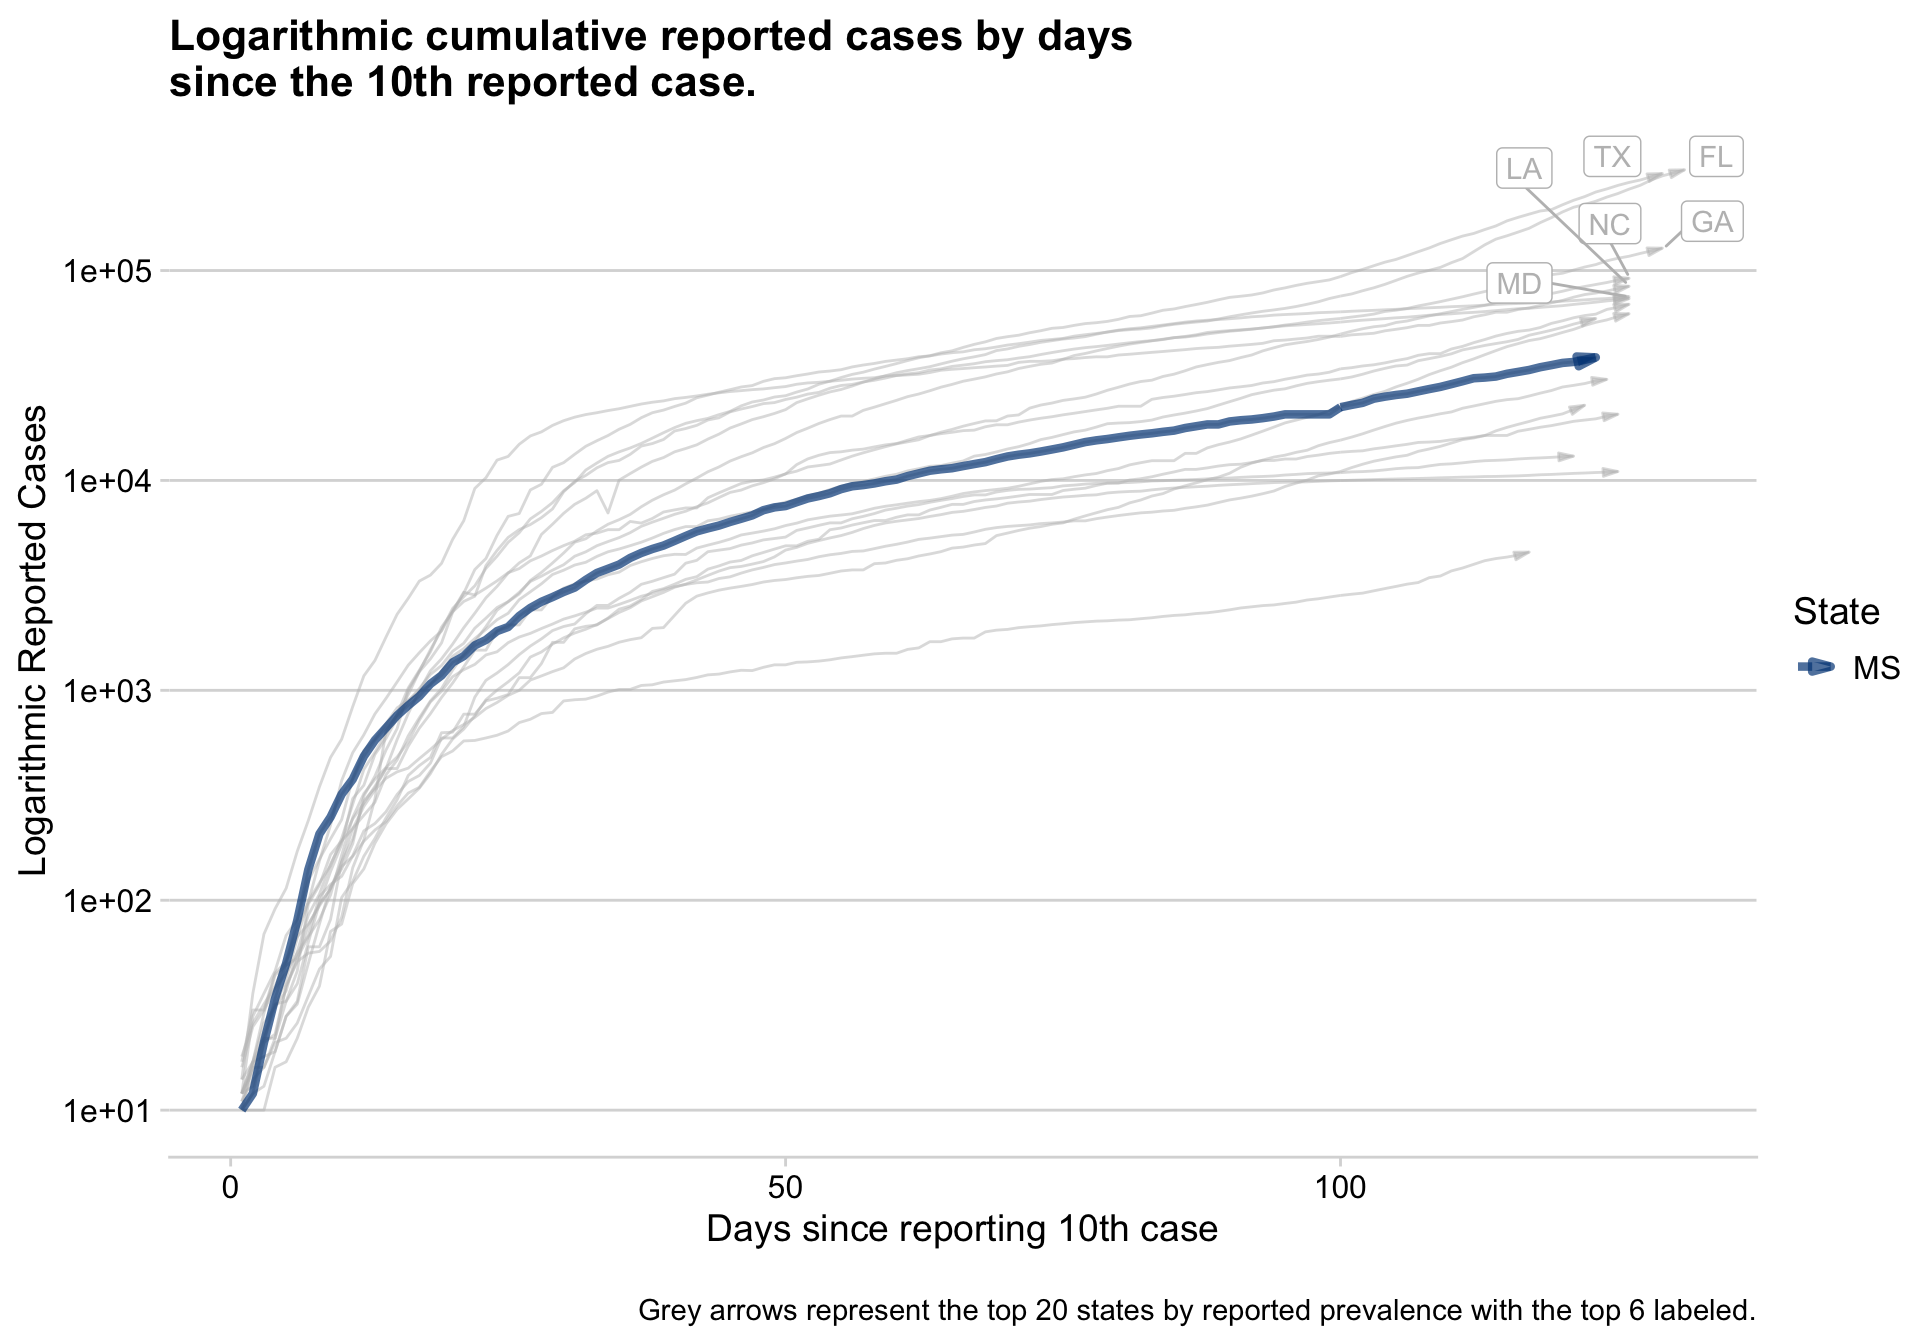 Logarithmic cumulative reported cases by days
since the 10th reported case.
LA
TX
FL
NC
GA
MD
1e+05
1e+04
1e+03
1e+02
1e+01
Logarithmic Reported Cases
0
50
100
Days since reporting 10th case
State
MS
Grey arrows represent the top 20 states by reported prevalence with the top 6 labeled.